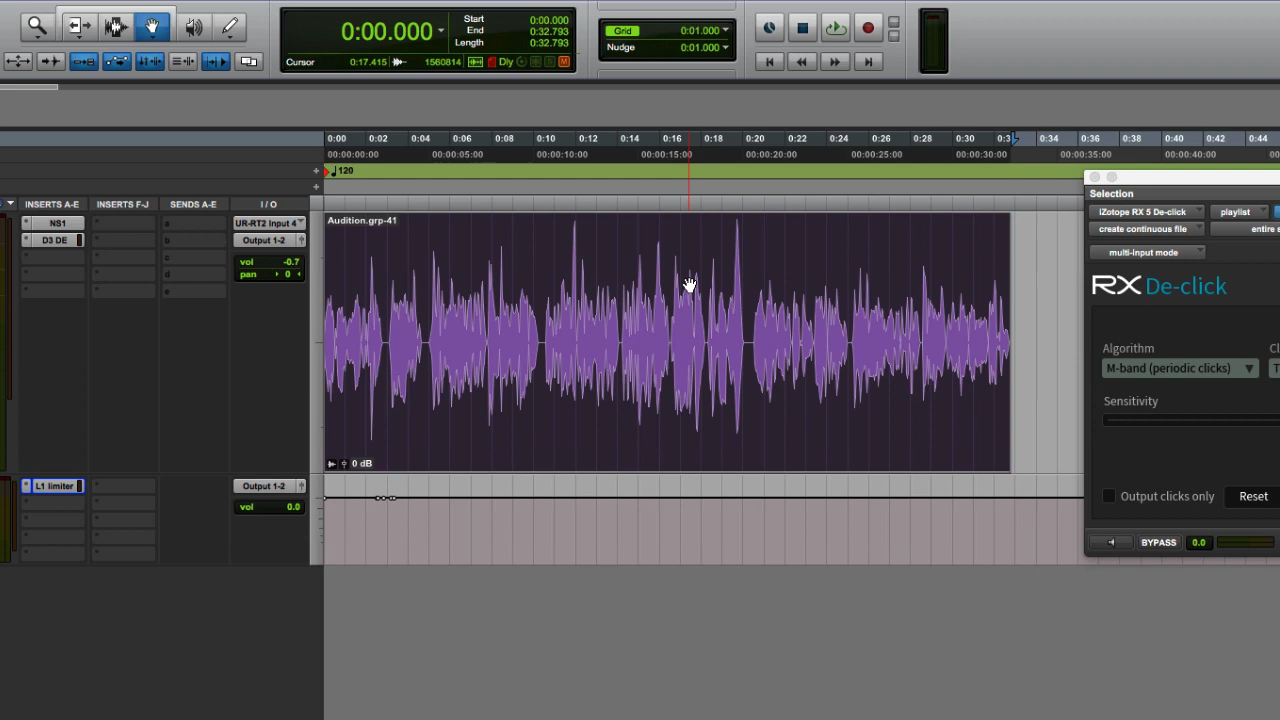 0:00.000
Start 0:00.000
End 0:32.793
Length 0:32.793
Cursor 0:17.415 1560814 Dly
Grid 0:01.000
Nudge 0:01.000
0:00 0:02 0:04 0:06 0:08 0:10 0:12 0:14 0:16 0:18 0:20 0:22 0:24 0:26 0:28 0:30 0:3 0:34 0:36 0:38 0:40 0:42 0:44
00:00:00:00 00:00:05:00 00:00:10:00 00:00:15:00 00:00:20:00 00:00:25:00 00:00:30:00 00:00:35:00 00:00:40:00
120
INSERTS A-E INSERTS F-J SENDS A-E I / O
NS1 a UR-RT2 Input 4
D3 DE b Output 1-2
c vol -0.7
d pan 0
e
Audition.grp-41
0 dB
L1 limiter Output 1-2
vol 0.0
Selection
iZotope RX 5 De-click playlist
create continuous file entire s
multi-input mode
RX De-click
Algorithm Cl
M-band (periodic clicks) T
Sensitivity
Output clicks only Reset
BYPASS 0.0